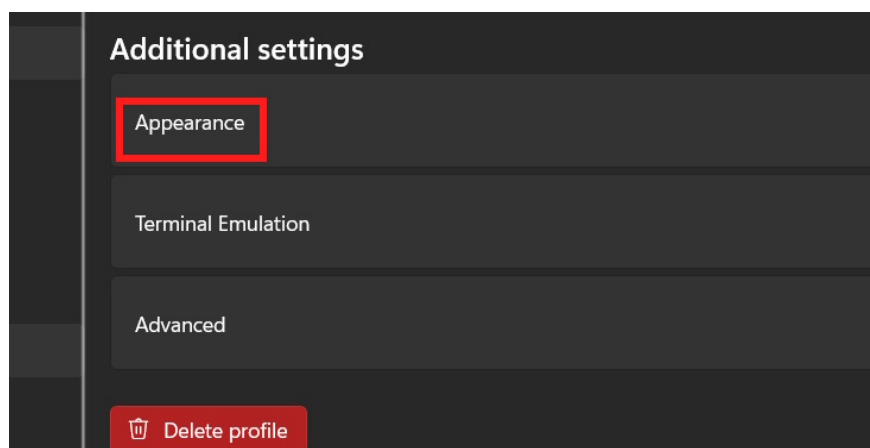 Additional settings
Appearance
Terminal Emulation
Advanced
Delete profile